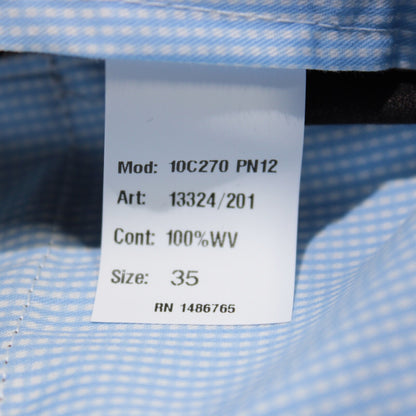 Mod: 10C270 PN12
Art: 13324/201
Cont: 100%WV
Size: 35
RN 1486765